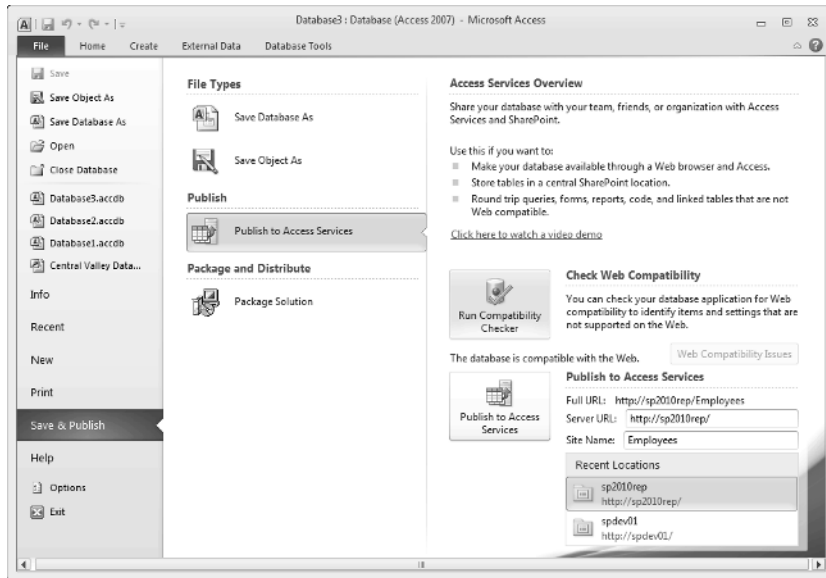 Database3 : Database (Access 2007) - Microsoft Access
File Home Create External Data Database Tools
Save
Save Object As
Save Database As
Open
Close Database
Database3.accdb
Database2.accdb
Database1.accdb
Central Valley Data...
Info
Recent
New
Print
Save & Publish
Help
Options
Exit
File Types
Save Database As
Save Object As
Publish
Publish to Access Services
Package and Distribute
Package Solution
Access Services Overview
Share your database with your team, friends, or organization with Access
Services and SharePoint.
Use this if you want to:
Make your database available through a Web browser and Access.
Store tables in a central SharePoint location.
Round trip queries, forms, reports, code, and linked tables that are not
Web compatible.
Click here to watch a video demo
Run Compatibility
Checker
Check Web Compatibility
You can check your database application for Web
compatibility to identify items and settings that are
not supported on the Web.
The database is compatible with the Web.
Web Compatibility Issues
Publish to Access
Services
Publish to Access Services
Full URL: http://sp2010rep/Employees
Server URL: http://sp2010rep/
Site Name: Employees
Recent Locations
sp2010rep
http://sp2010rep/
spdev01
http://spdev01/